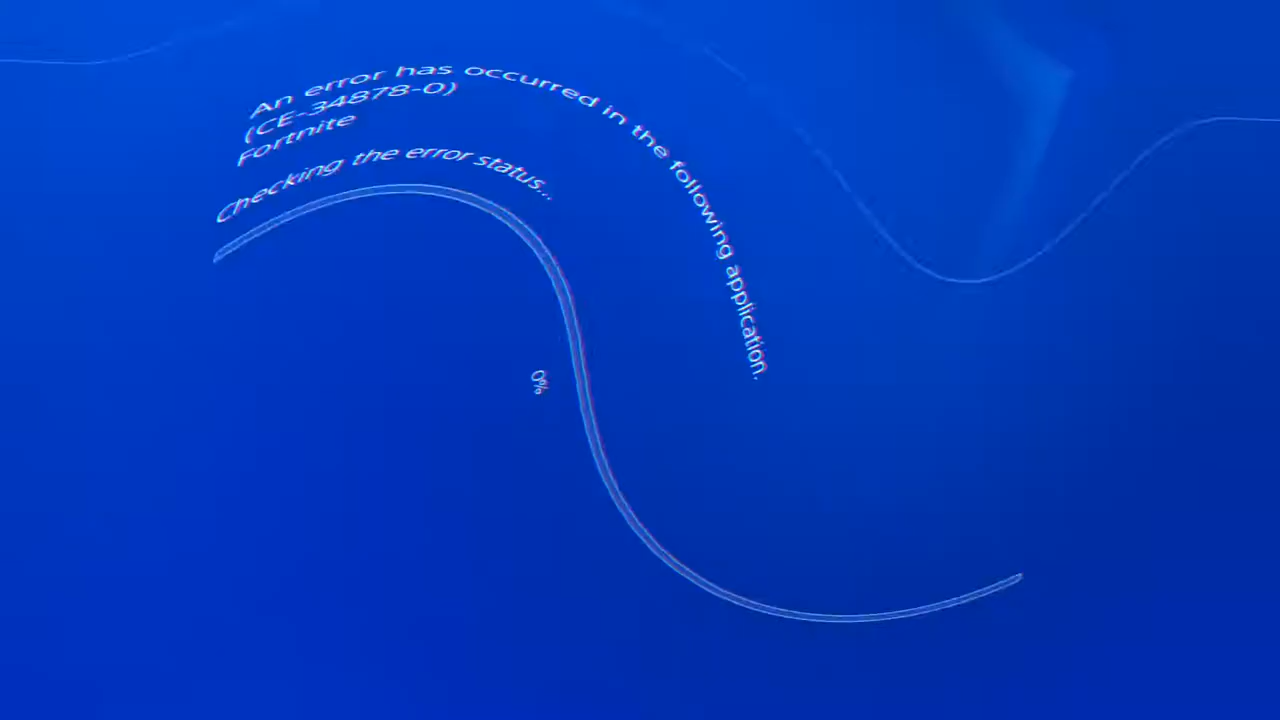 An error has occurred in the following application.
(CE-34878-0)
Fortnite
Checking the error status...
0%